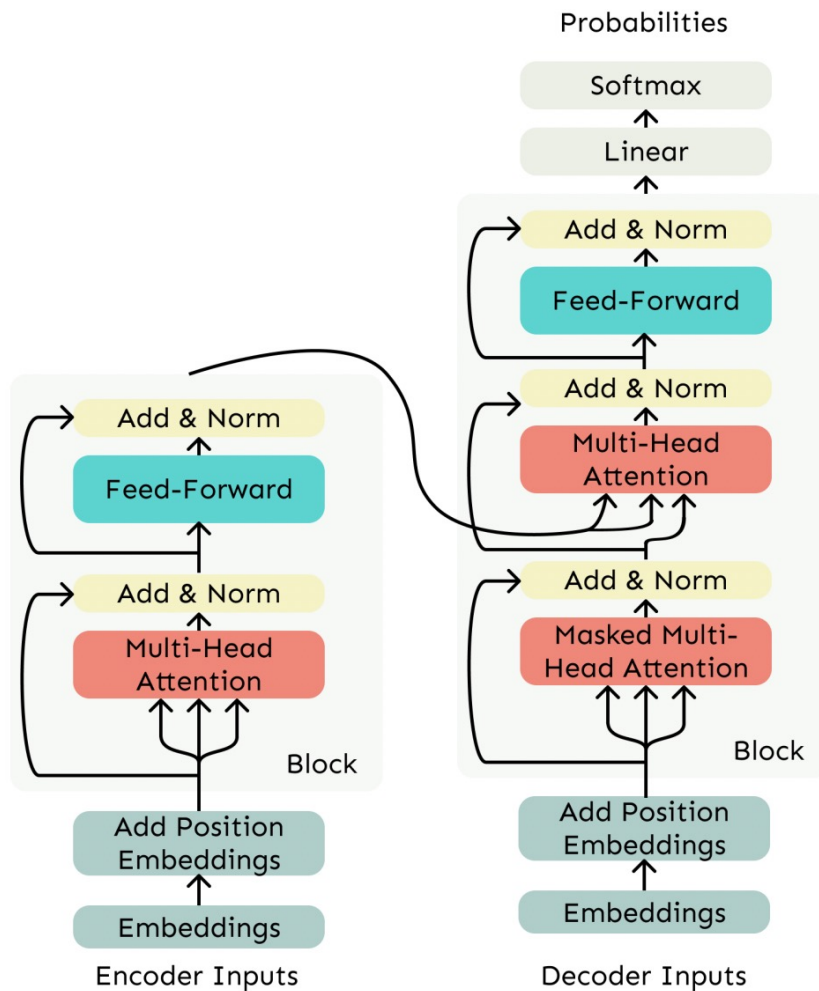 Probabilities
Softmax
Linear
Add & Norm
Feed-Forward
Add & Norm
Multi-Head
Attention
Add & Norm
Masked Multi-
Head Attention
Block
Add Position
Embeddings
Embeddings
Decoder Inputs
Add & Norm
Feed-Forward
Add & Norm
Multi-Head
Attention
Block
Add Position
Embeddings
Embeddings
Encoder Inputs